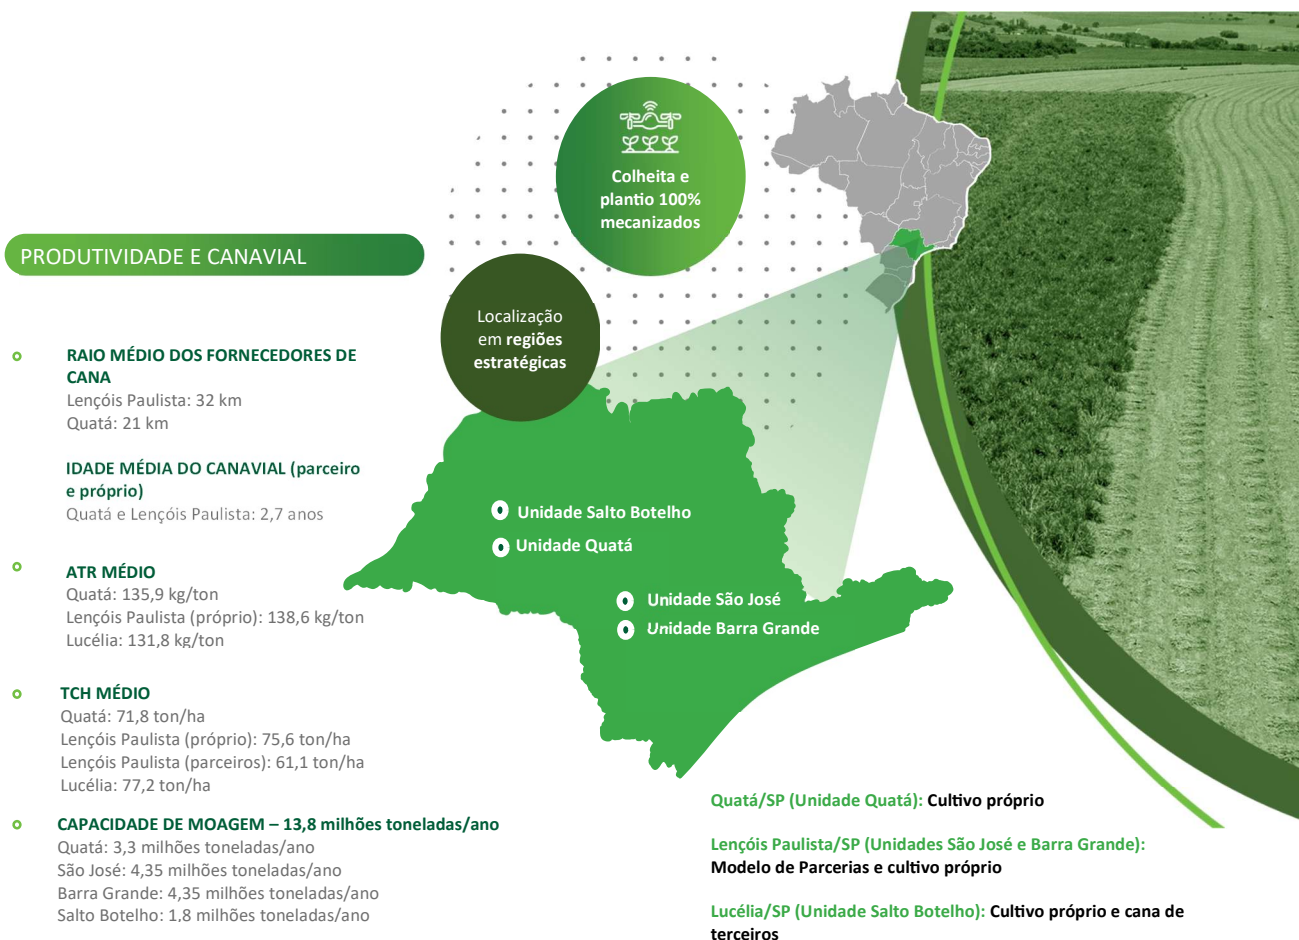 Colheita e
plantio 100%
mecanizados
PRODUTIVIDADE E CANAVIAL
Localização
em regiões
estratégicas
RAIO MÉDIO DOS FORNECEDORES DE
CANA
Lençóis Paulista: 32 km
Quatá: 21 km
IDADE MÉDIA DO CANAVIAL (parceiro
e próprio)
Quatá e Lençóis Paulista: 2,7 anos
ATR MÉDIO
Quatá: 135,9 kg/ton
Lençóis Paulista (próprio): 138,6 kg/ton
Lucélia: 131,8 kg/ton
TCH MÉDIO
Quatá: 71,8 ton/ha
Lençóis Paulista (próprio): 75,6 ton/ha
Lençóis Paulista (parceiros): 61,1 ton/ha
Lucélia: 77,2 ton/ha
CAPACIDADE DE MOAGEM – 13,8 milhões toneladas/ano
Quatá: 3,3 milhões toneladas/ano
São José: 4,35 milhões toneladas/ano
Barra Grande: 4,35 milhões toneladas/ano
Salto Botelho: 1,8 milhões toneladas/ano
Unidade Salto Botelho
Unidade Quatá
Unidade São José
Unidade Barra Grande
Quatá/SP (Unidade Quatá): Cultivo próprio
Lençóis Paulista/SP (Unidades São José e Barra Grande):
Modelo de Parcerias e cultivo próprio
Lucélia/SP (Unidade Salto Botelho): Cultivo próprio e cana de
terceiros